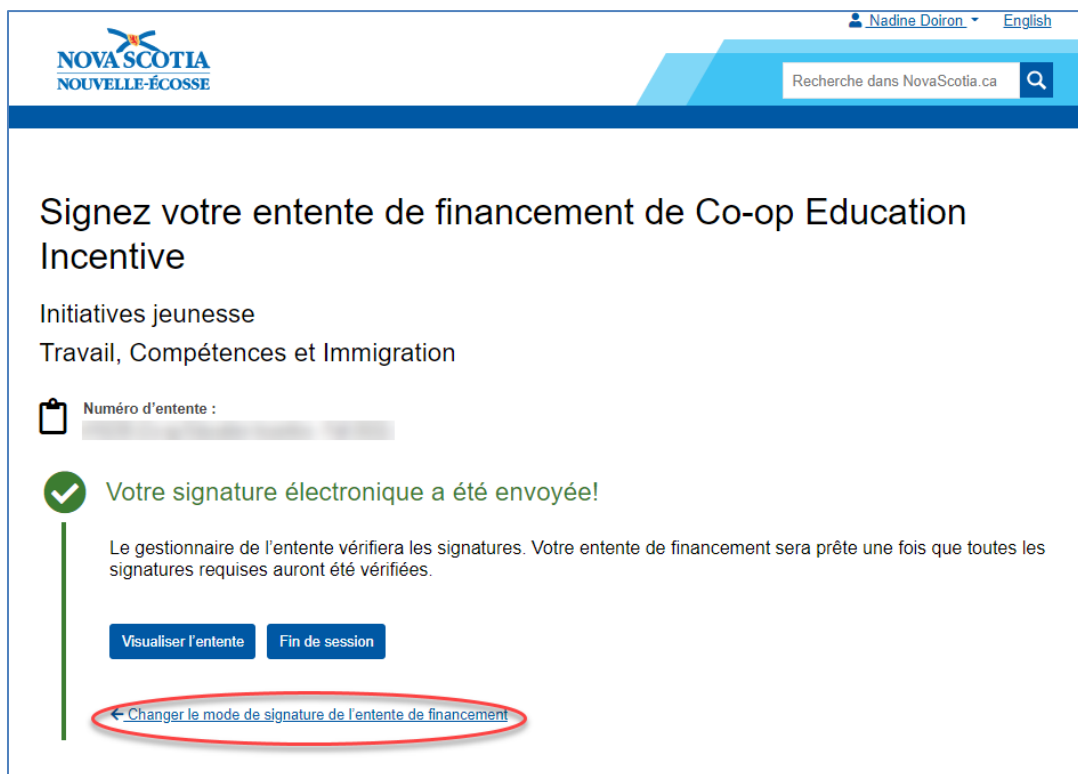 Nadine Doiron English
NOVA SCOTIA
NOUVELLE-ÉCOSSE
Recherche dans NovaScotia.ca
Signez votre entente de financement de Co-op Education
Incentive
Initiatives jeunesse
Travail, Compétences et Immigration
Numéro d'entente :
Votre signature électronique a été envoyée!
Le gestionnaire de l'entente vérifiera les signatures. Votre entente de financement sera prête une fois que toutes les
signatures requises auront été vérifiées.
Visualiser l'entente Fin de session
← Changer le mode de signature de l'entente de financement